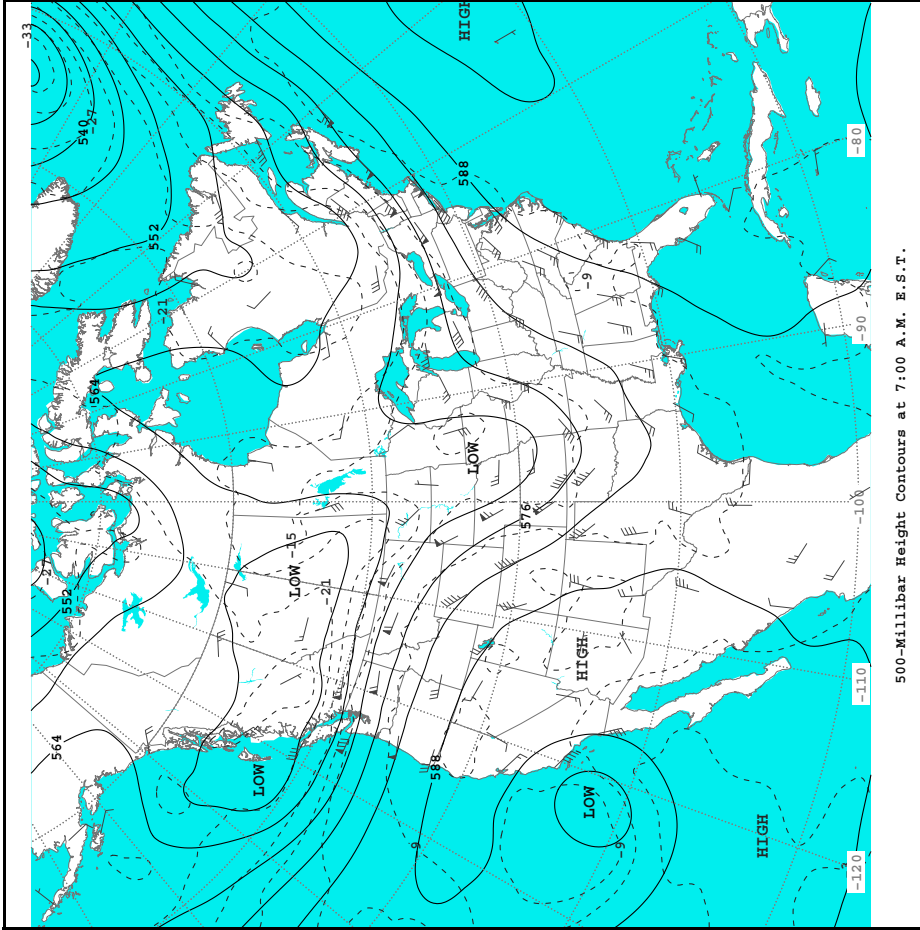 -33
HIGH
540
-27
-80
588
552
-9
-21
-90
564
LOW
576
-100
-15
LOW
-21
-27
552
HIGH
-110
564
LOW
588
LOW
-9
-9
HIGH
-120
500-Millibar Height Contours at 7:00 A.M. E.S.T.